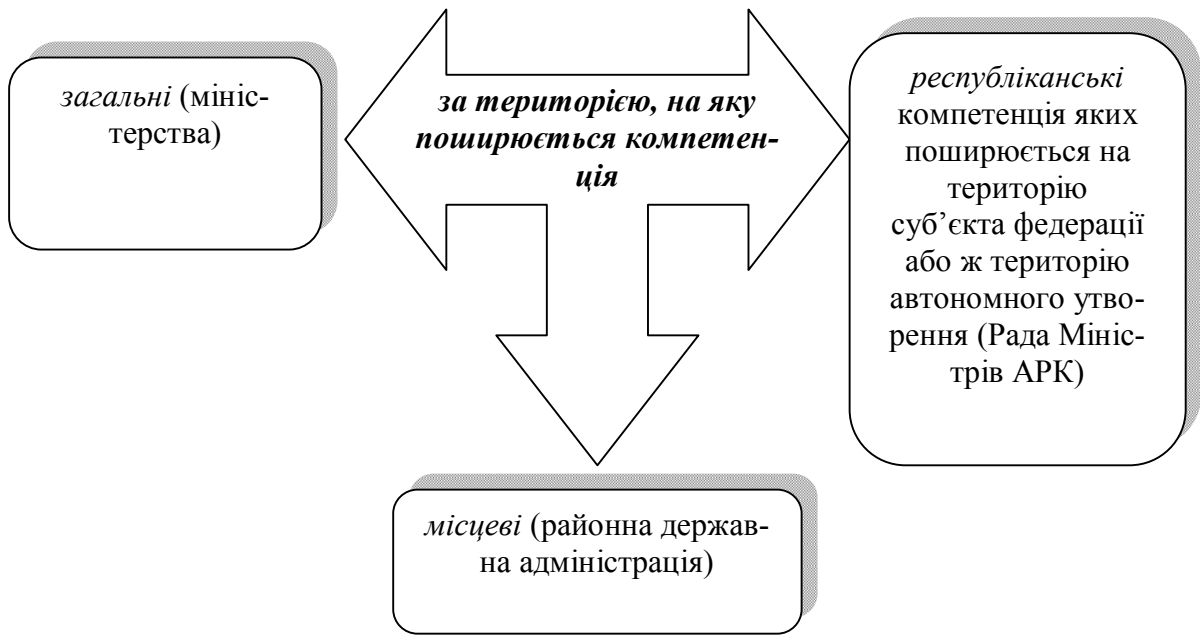 загальні (мініс-
терства)
за територією, на яку
поширюється компетен-
ція
республіканські
компетенція яких
поширюється на
територію
суб’єкта федерації
або ж територію
автономного утво-
рення (Рада Мініс-
трів АРК)
місцеві (районна держав-
на адміністрація)